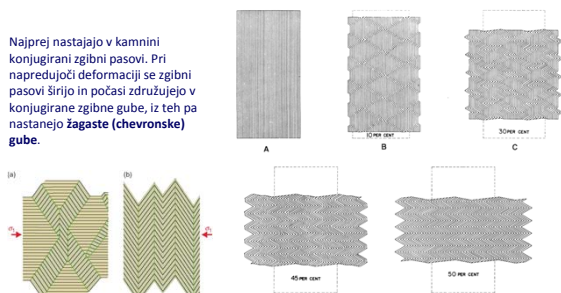 Najprej nastajajo v kamnini
konjugirani zgibni pasovi. Pri
napredujoči deformaciji se zgibni
pasovi širijo in počasi združujejo v
konjugirane zgibne gube, iz teh pa
nastanejo žagaste (chevronske)
gube.
A
10 PER CENT
B
30 PER CENT
C
(a)
(b)
σ₁
σ₁
45 PER CENT
50 PER CENT